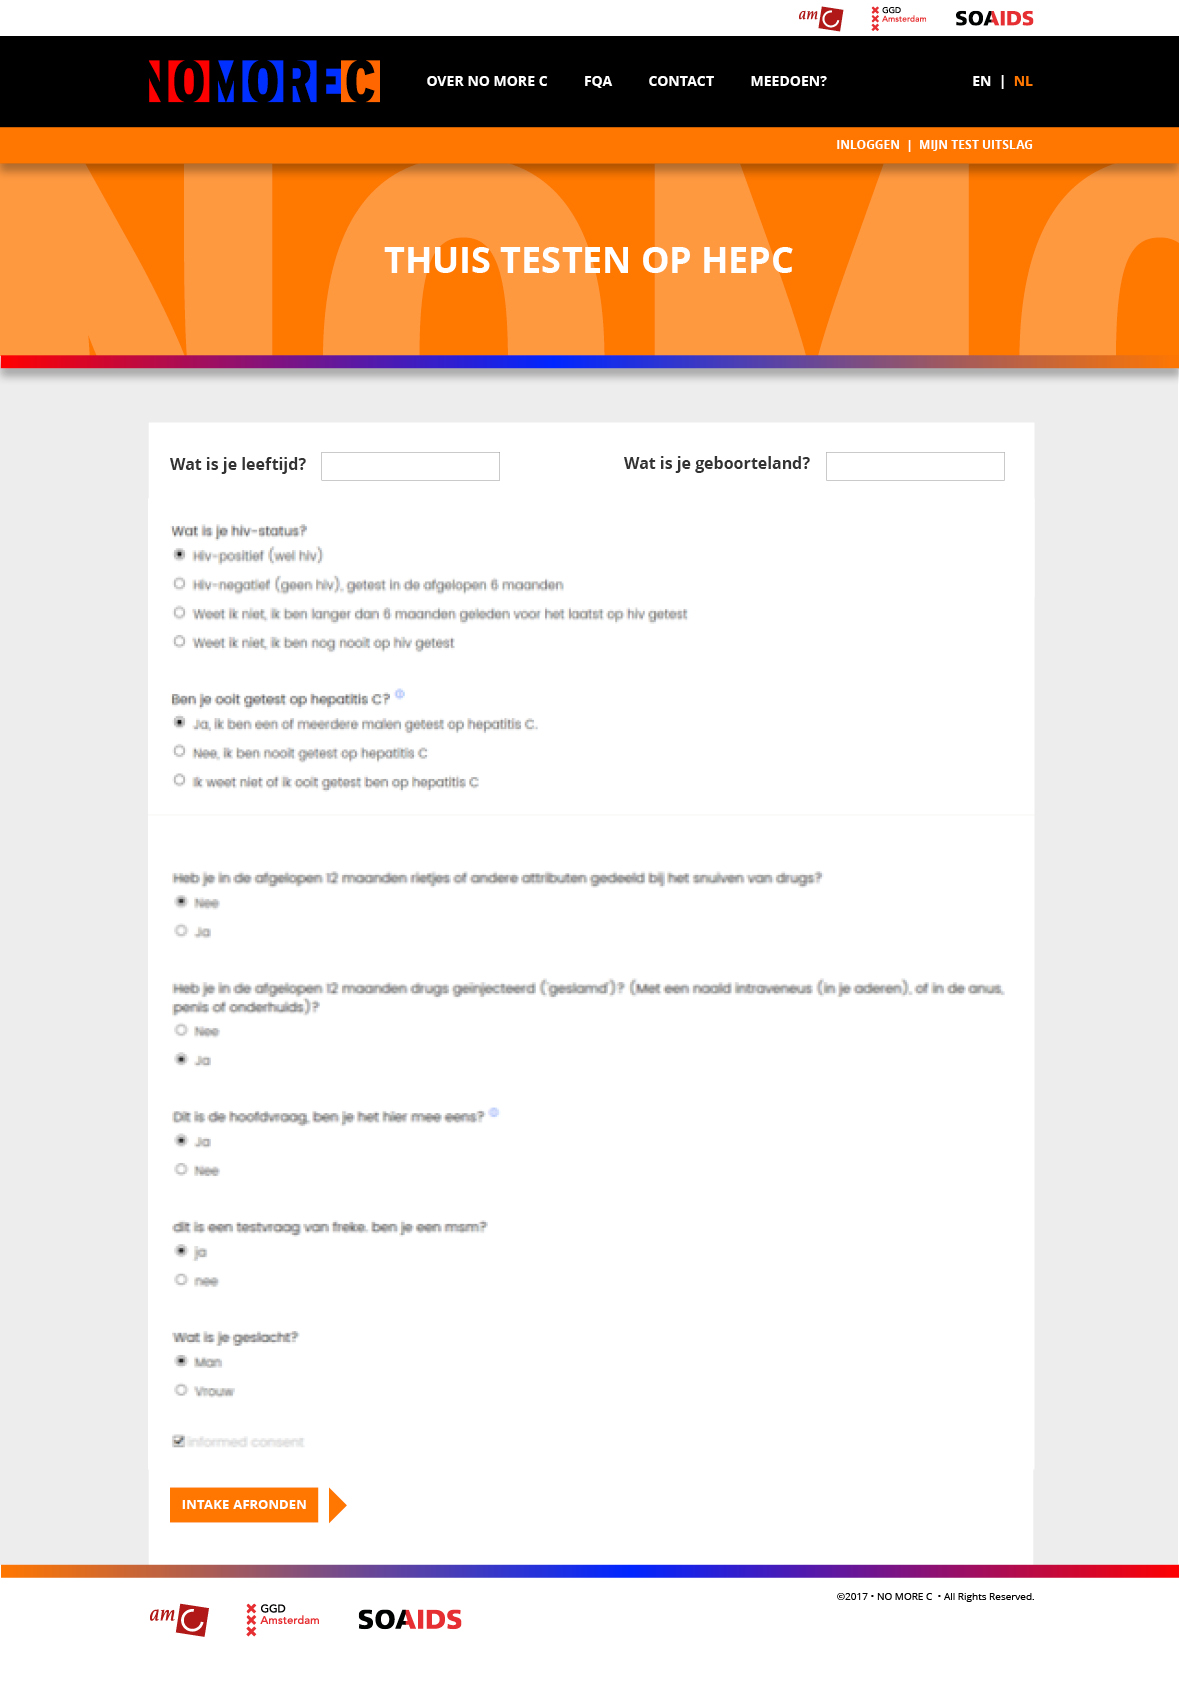 amC
GGD
Amsterdam
SOAIDS
NOMOREC
OVER NO MORE C
FQA
CONTACT
MEEDOEN?
EN | NL
INLOGGEN | MIJN TEST UITSLAG
NOMO
THUIS TESTEN OP HEPC
Wat is je leeftijd?
Wat is je geboorteland?
Wat is je hiv-status?
Hiv-positief (wel hiv)
Hiv-negatief (geen hiv), getest in de afgelopen 6 maanden
Weet ik niet, ik ben langer dan 6 maanden geleden voor het laatst op hiv getest
Weet ik niet, ik ben nog nooit op hiv getest
Ben je ooit getest op hepatitis C?
Ja, ik ben een of meerdere malen getest op hepatitis C.
Nee, ik ben nooit getest op hepatitis C
Ik weet niet of ik ooit getest ben op hepatitis C
Heb je in de afgelopen 12 maanden rietjes of andere attributen gedeeld bij het snuiven van drugs?
Nee
Ja
Heb je in de afgelopen 12 maanden drugs geïnjecteerd ('geslamd')? (Met een naald intraveneus (in je aderen), of in de anus,
penis of onderhuids)?
Nee
Ja
Dit is de hoofdvraag, ben je het hier mee eens?
Ja
Nee
dit is een testvraag van freke. ben je een msm?
ja
nee
Wat is je geslacht?
Man
Vrouw
informed consent
INTAKE AFRONDEN
©2017 • NO MORE C • All Rights Reserved.
amC
GGD
Amsterdam
SOAIDS